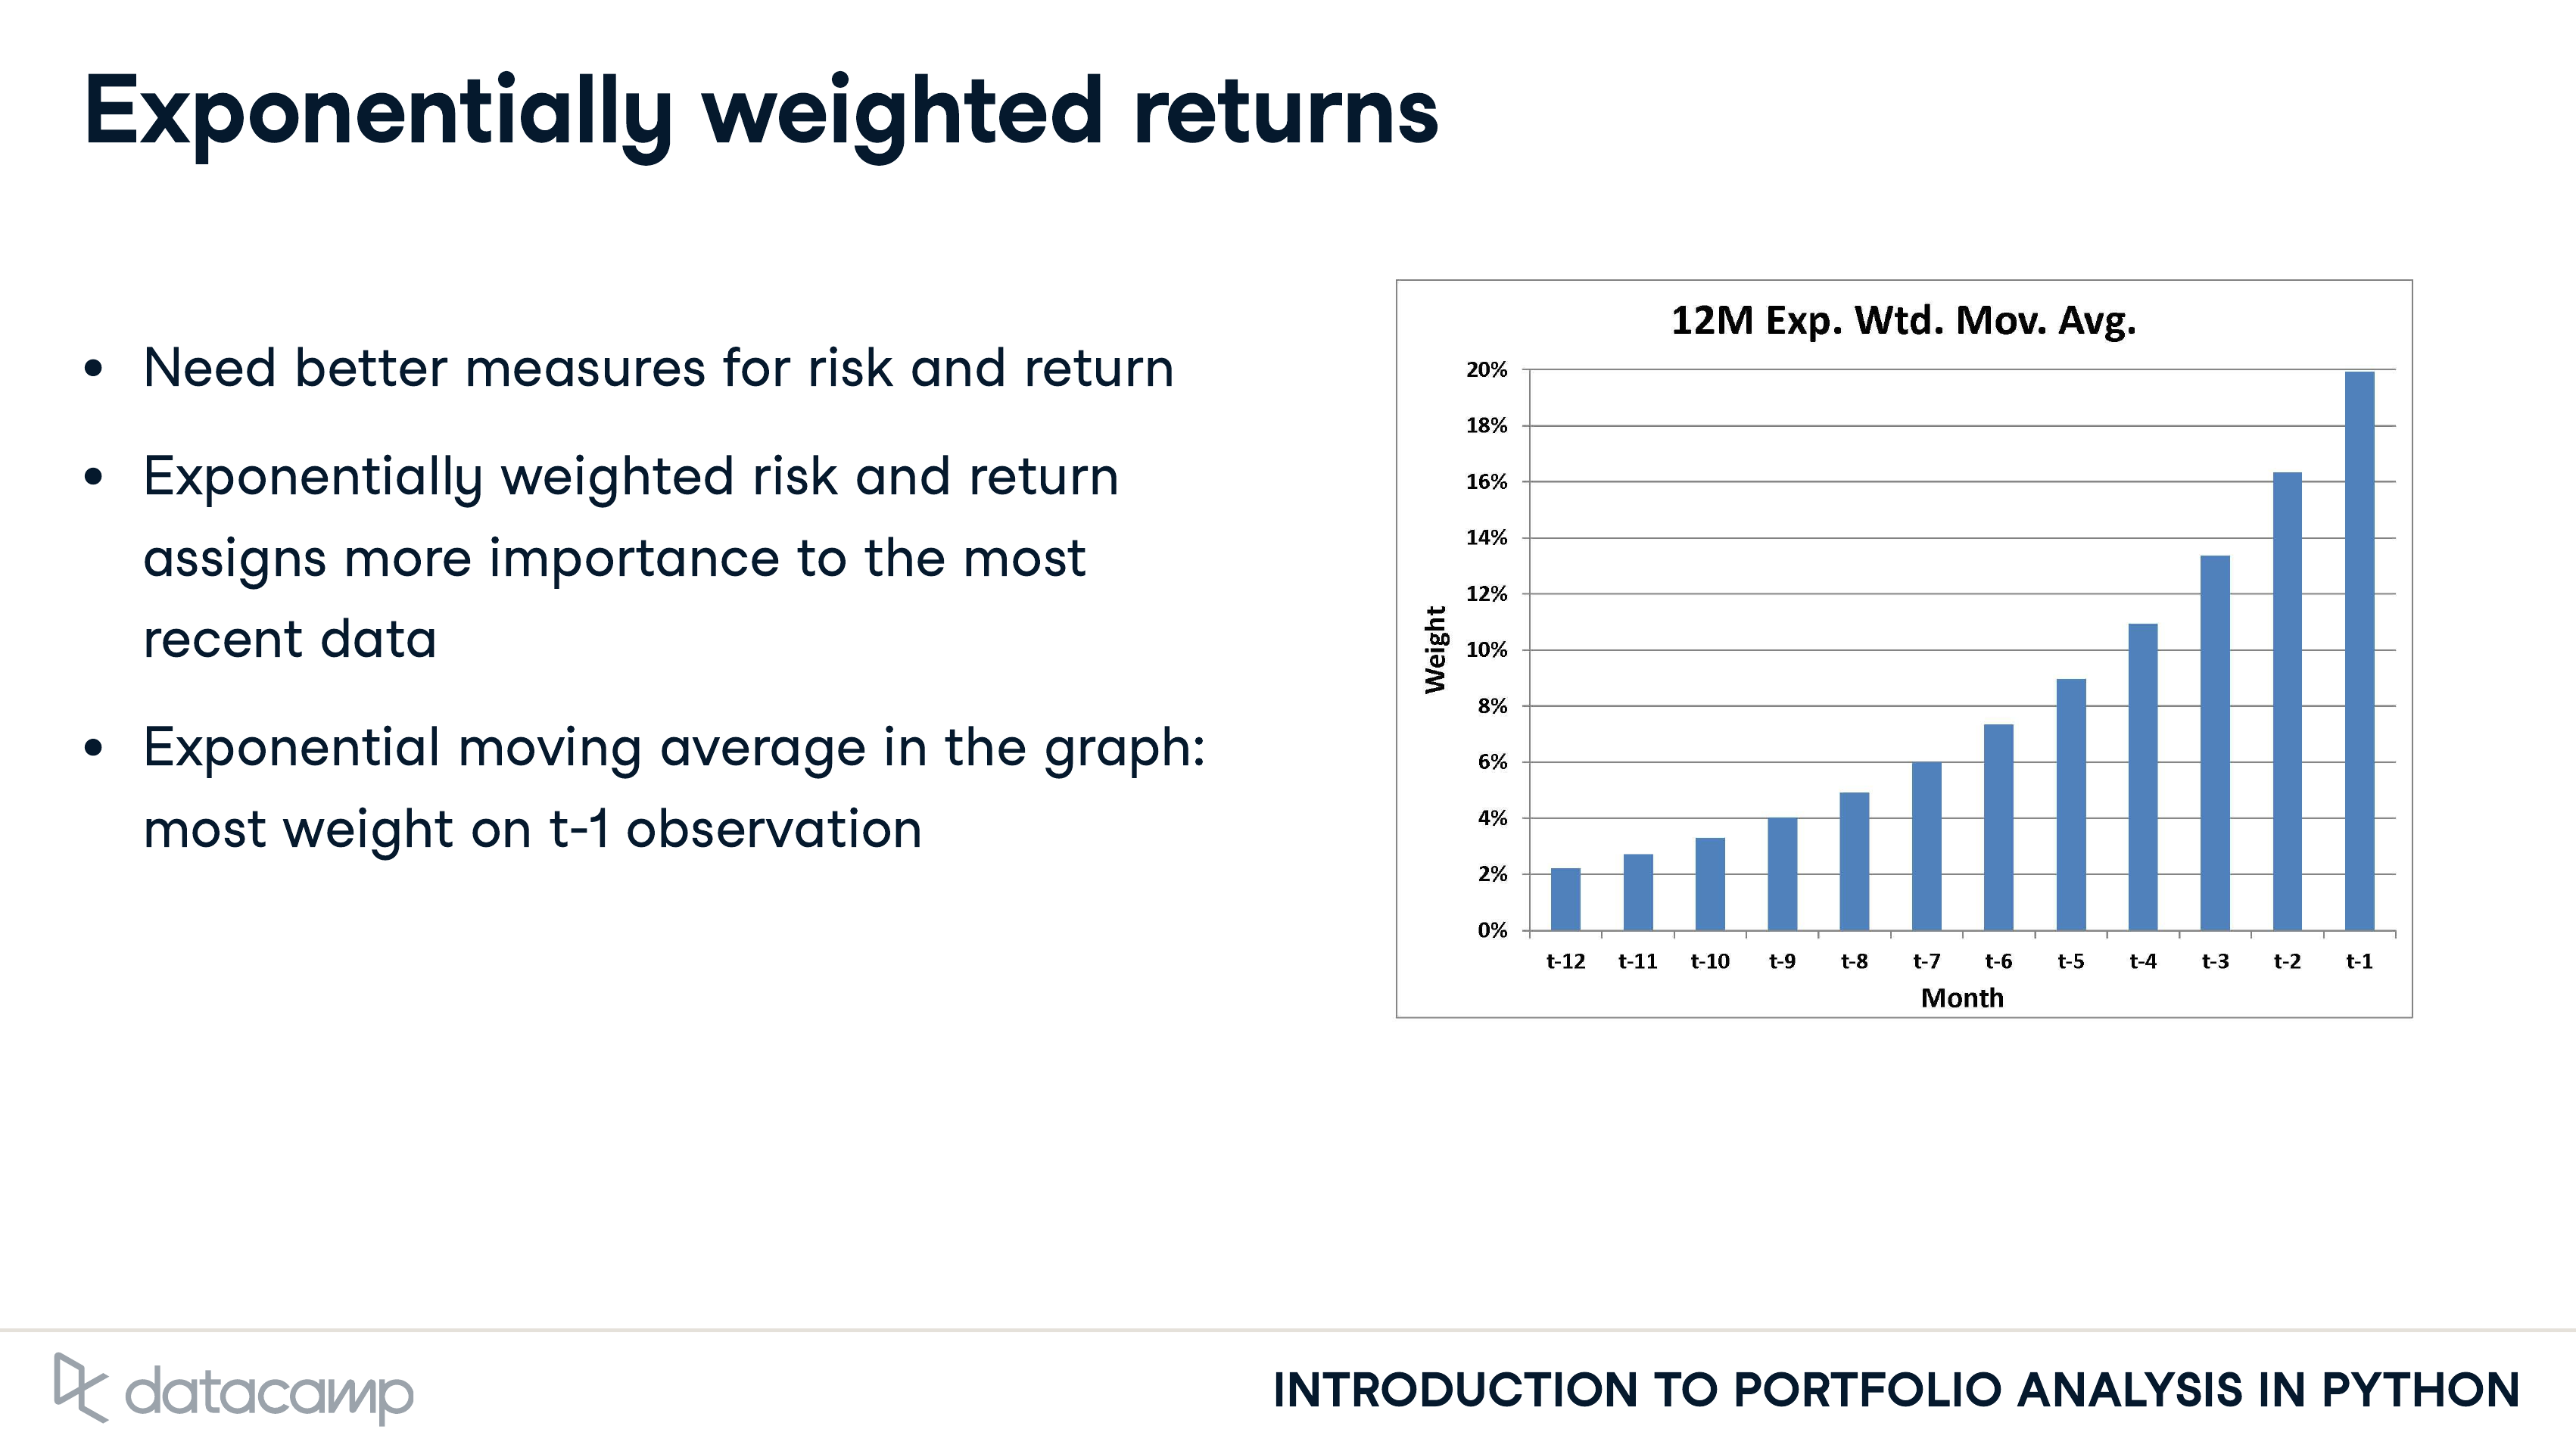 Exponentially weighted returns
• Need better measures for risk and return
• Exponentially weighted risk and return
assigns more importance to the most
recent data
• Exponential moving average in the graph:
most weight on t-1 observation
12M Exp. Wtd. Mov. Avg.
20%
18%
16%
14%
12%
10%
8%
6%
4%
2%
0%
Weight
t-12 t-11 t-10 t-9 t-8 t-7 t-6 t-5 t-4 t-3 t-2 t-1
Month
datacamp
INTRODUCTION TO PORTFOLIO ANALYSIS IN PYTHON